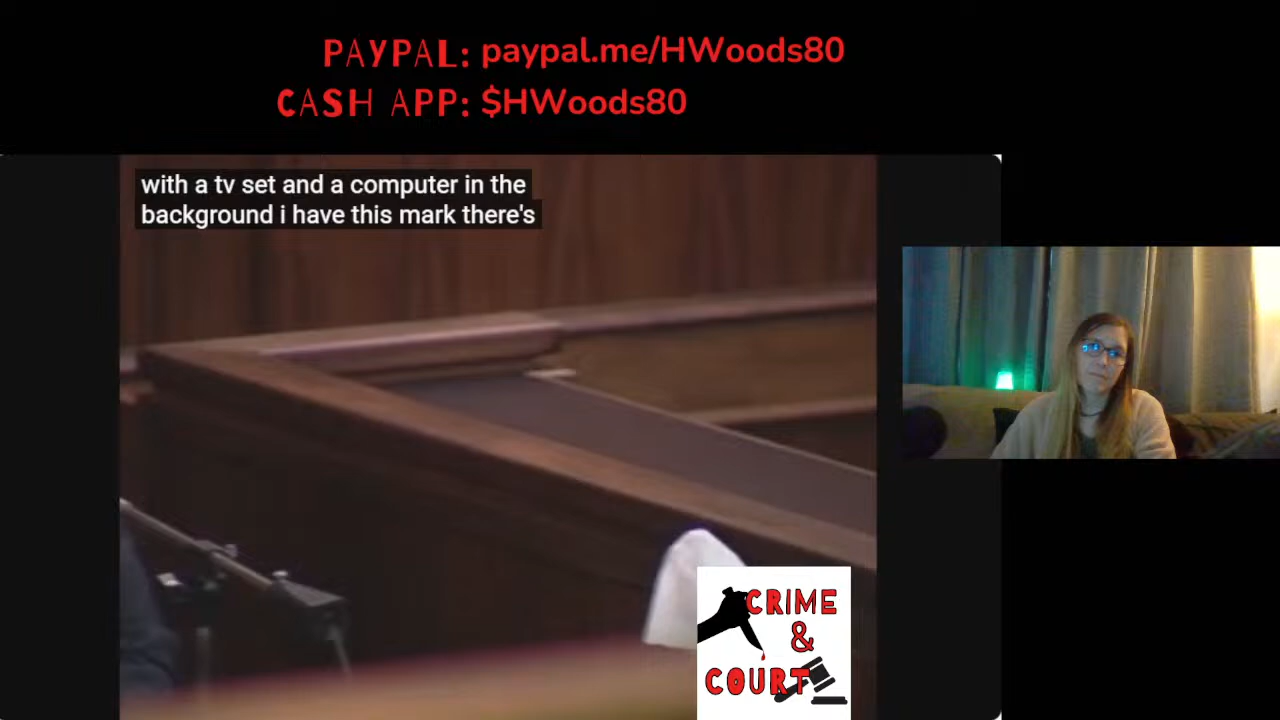 PAYPAL: paypal.me/HWoods80
CASH APP: $HWoods80
with a tv set and a computer in the
background i have this mark there's
CRIME
&
COURT